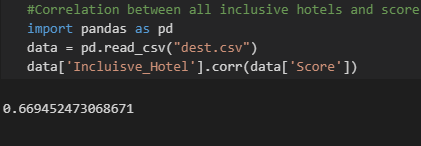 #Correlation between all inclusive hotels and score
import pandas as pd
data = pd.read_csv("dest.csv")
data['Incluisve_Hotel'].corr(data['Score'])
0.669452473068671